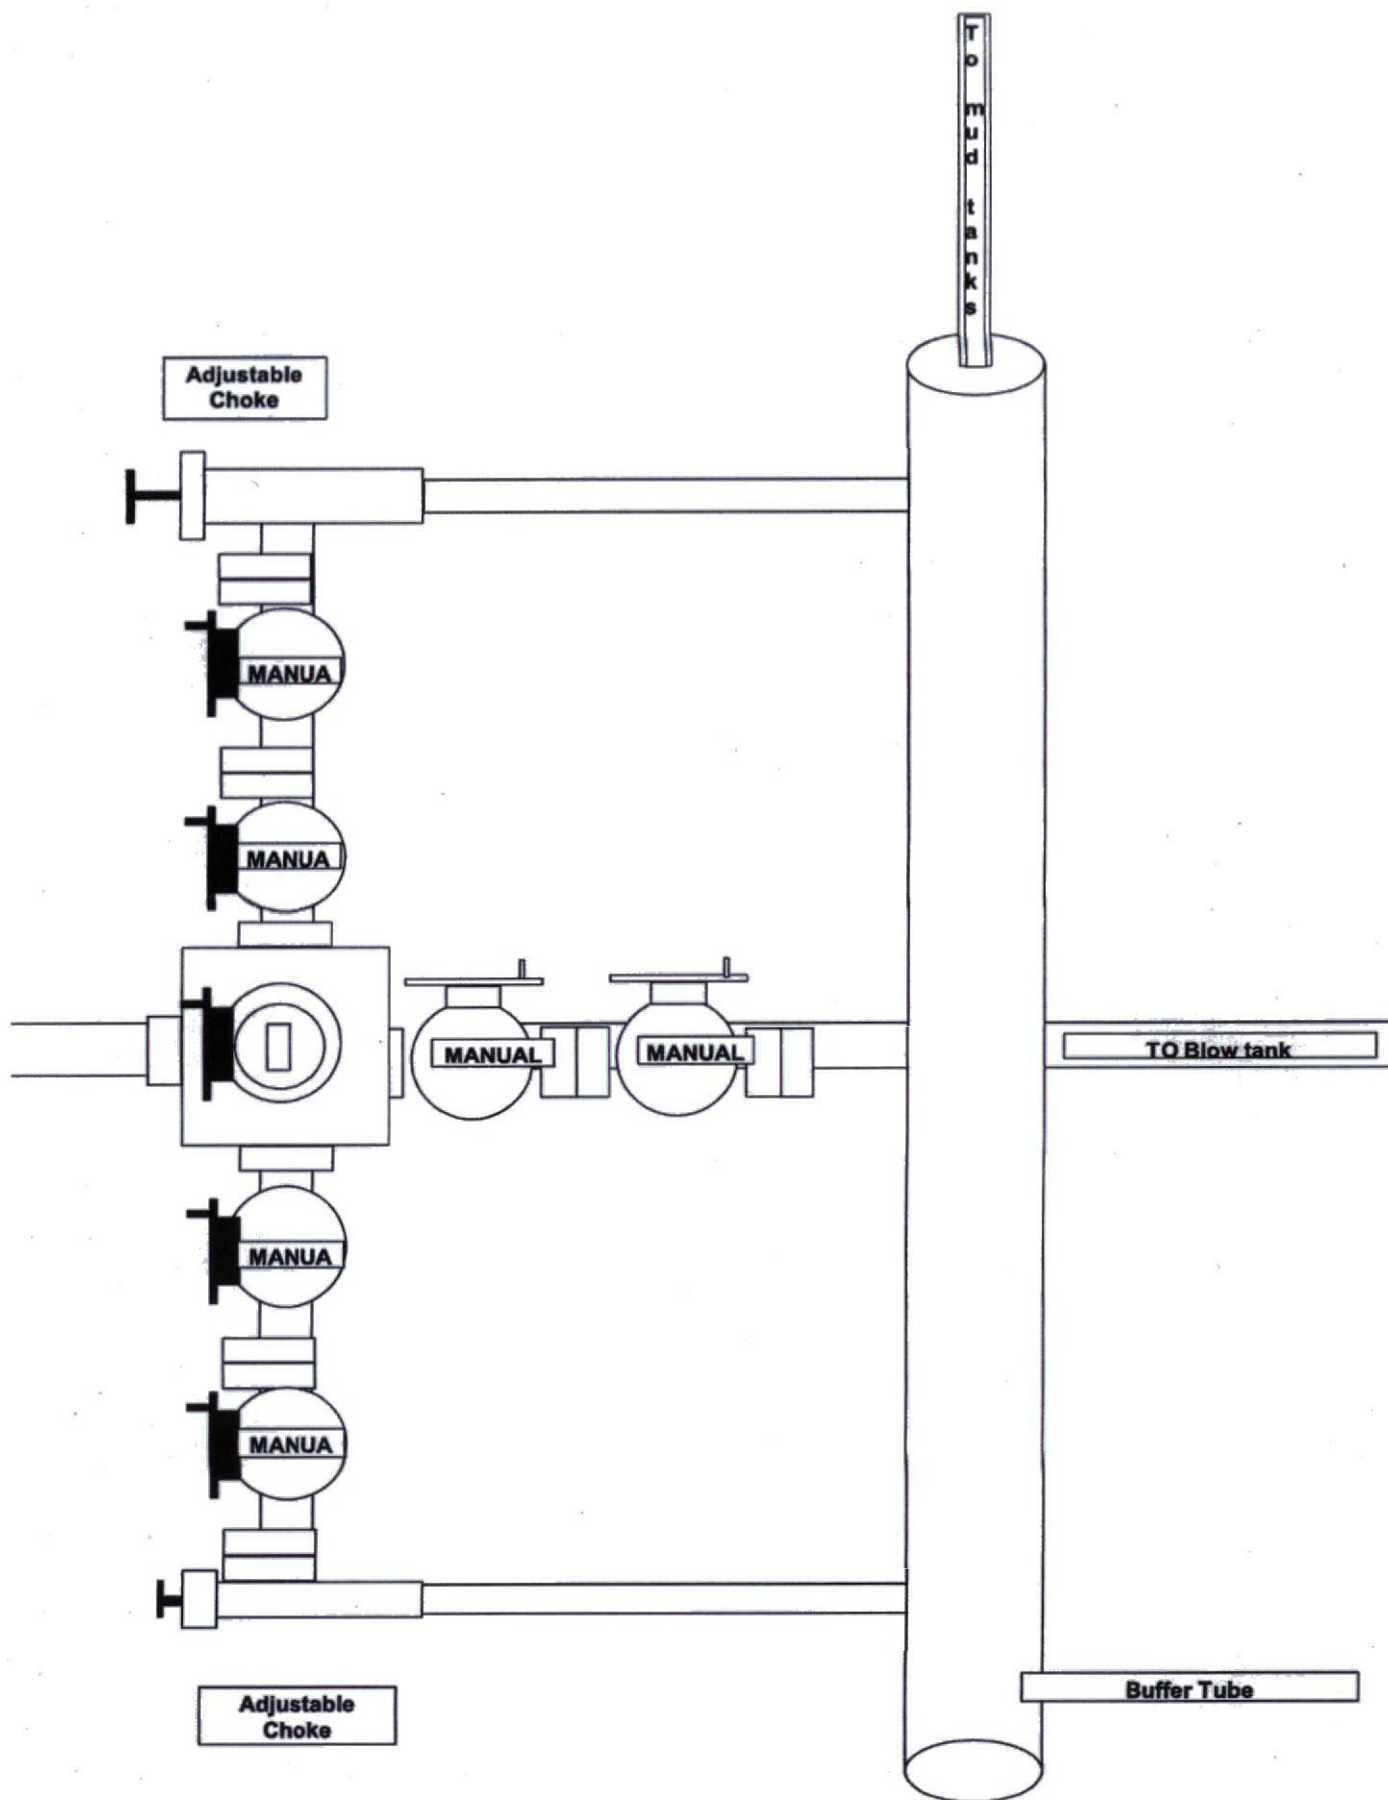 To mud tanks
Adjustable
Choke
MANUA
MANUA
MANUAL
MANUAL
TO Blow tank
MANUA
MANUA
Buffer Tube
Adjustable
Choke